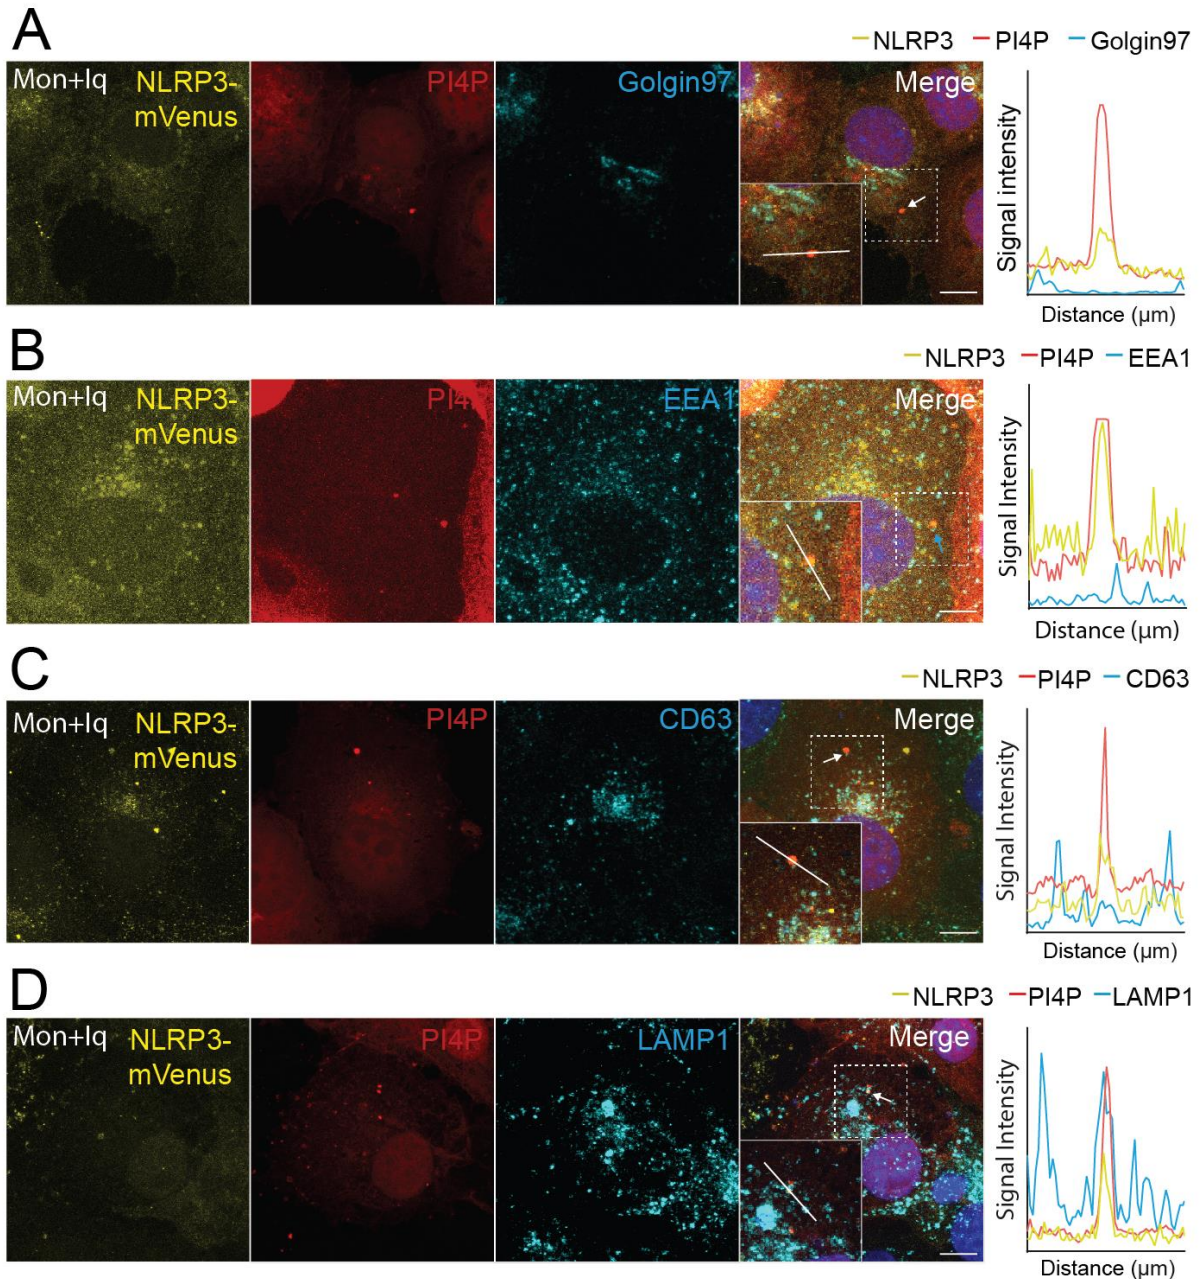 A
NLRP3 PI4P Golgin97
Mon+Iq NLRP3-
mVenus
PI4P
Golgin97
Merge
Signal intensity
Distance (µm)
B
NLRP3 PI4P EEA1
Mon+Iq NLRP3-
mVenus
PI4P
EEA1
Merge
Signal Intensity
Distance (µm)
C
NLRP3 PI4P CD63
Mon+Iq NLRP3-
mVenus
PI4P
CD63
Merge
Signal Intensity
Distance (µm)
D
NLRP3 PI4P LAMP1
Mon+Iq NLRP3-
mVenus
PI4P
LAMP1
Merge
Signal Intensity
Distance (µm)